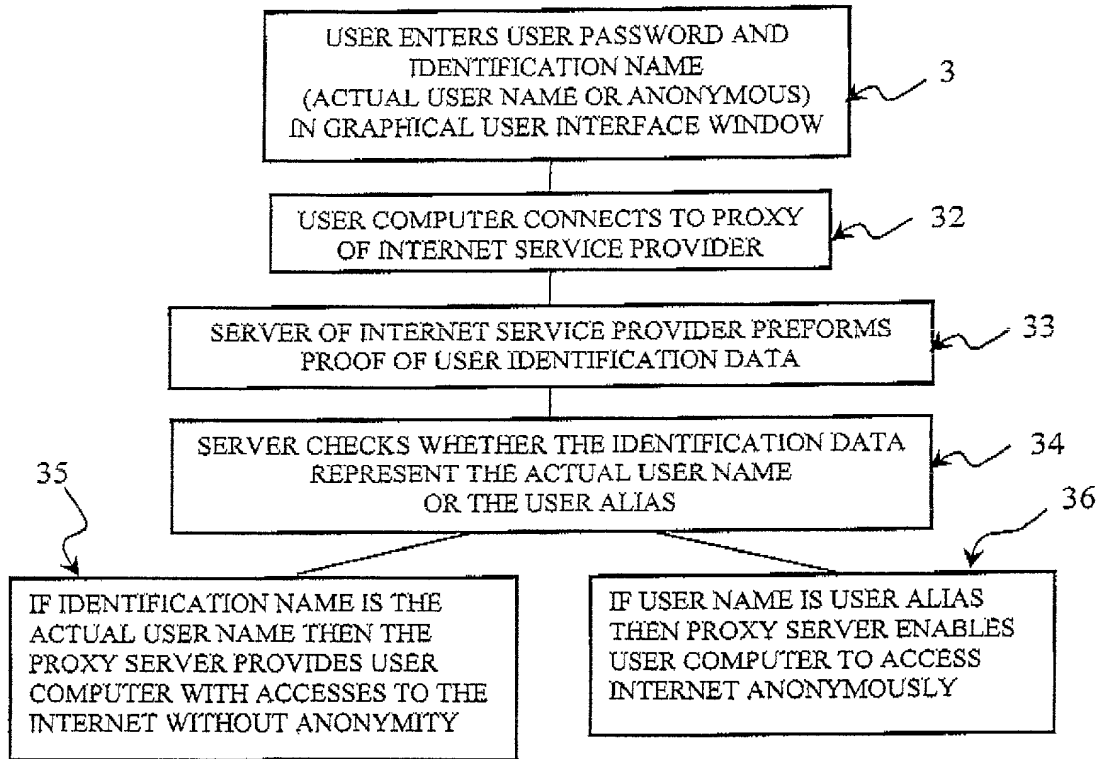 USER ENTERS USER PASSWORD AND
IDENTIFICATION NAME
(ACTUAL USER NAME OR ANONYMOUS)
IN GRAPHICAL USER INTERFACE WINDOW
3
USER COMPUTER CONNECTS TO PROXY
OF INTERNET SERVICE PROVIDER
32
SERVER OF INTERNET SERVICE PROVIDER PREFORMS
PROOF OF USER IDENTIFICATION DATA
33
SERVER CHECKS WHETHER THE IDENTIFICATION DATA
REPRESENT THE ACTUAL USER NAME
OR THE USER ALIAS
34
35
IF IDENTIFICATION NAME IS THE
ACTUAL USER NAME THEN THE
PROXY SERVER PROVIDES USER
COMPUTER WITH ACCESSES TO THE
INTERNET WITHOUT ANONYMITY
36
IF USER NAME IS USER ALIAS
THEN PROXY SERVER ENABLES
USER COMPUTER TO ACCESS
INTERNET ANONYMOUSLY